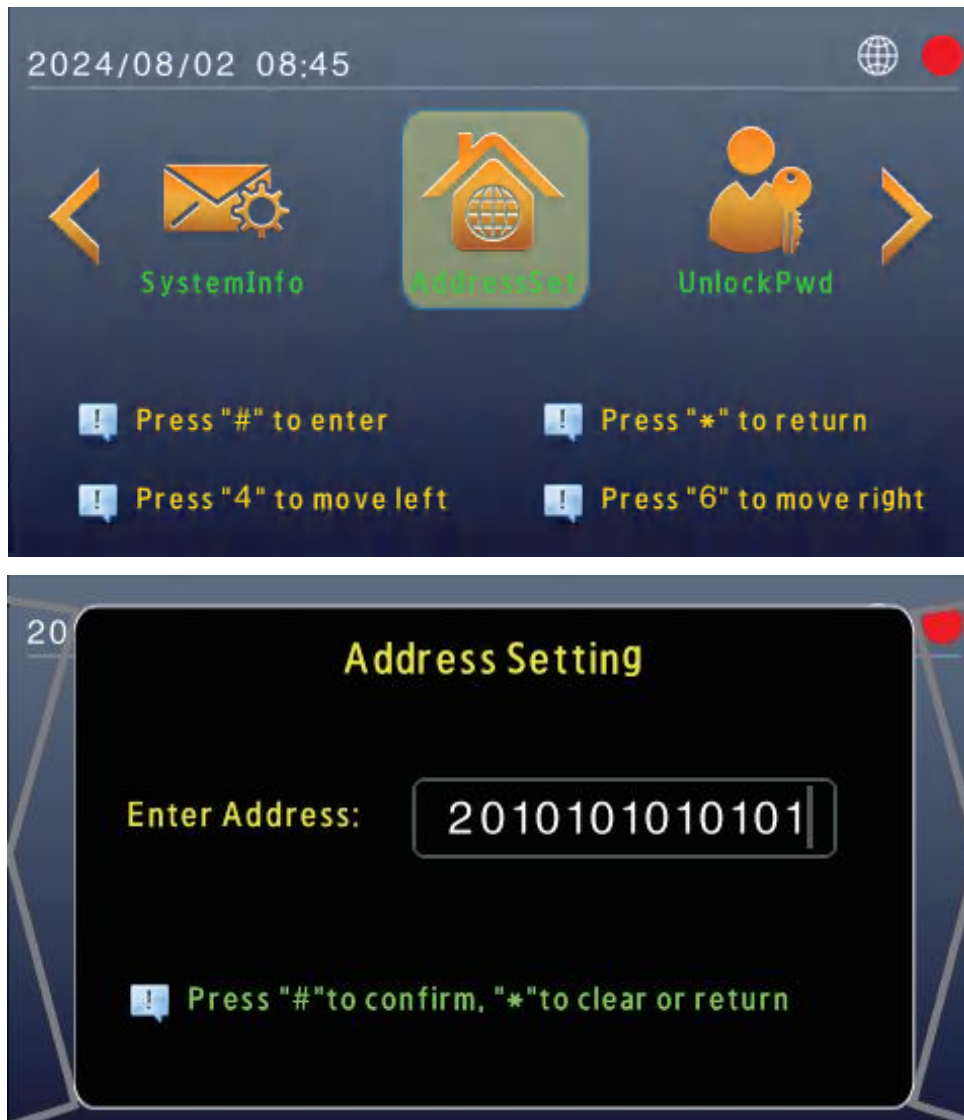 2024/08/02 08:45
SystemInfo
AddressSet
UnlockPwd
Press "#" to enter
Press "*" to return
Press "4" to move left
Press "6" to move right
20
Address Setting
Enter Address: 2010101010101
Press "#"to confirm, "*"to clear or return